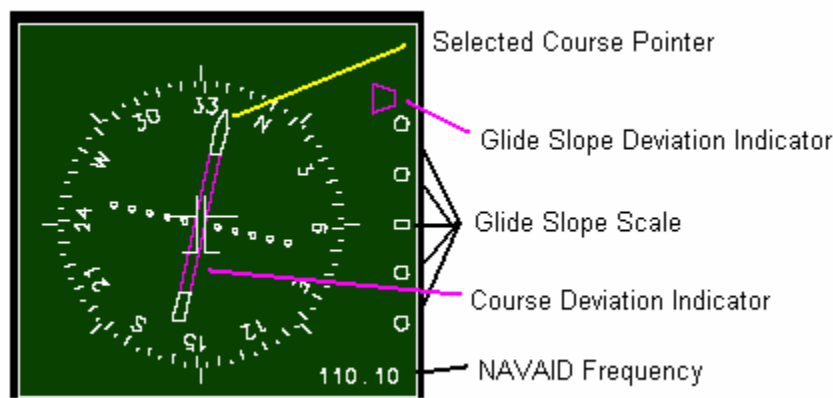 Selected Course Pointer
33
30
N
W
24
6
21
S
15
12
Glide Slope Deviation Indicator
Glide Slope Scale
Course Deviation Indicator
110.10
NAVAID Frequency